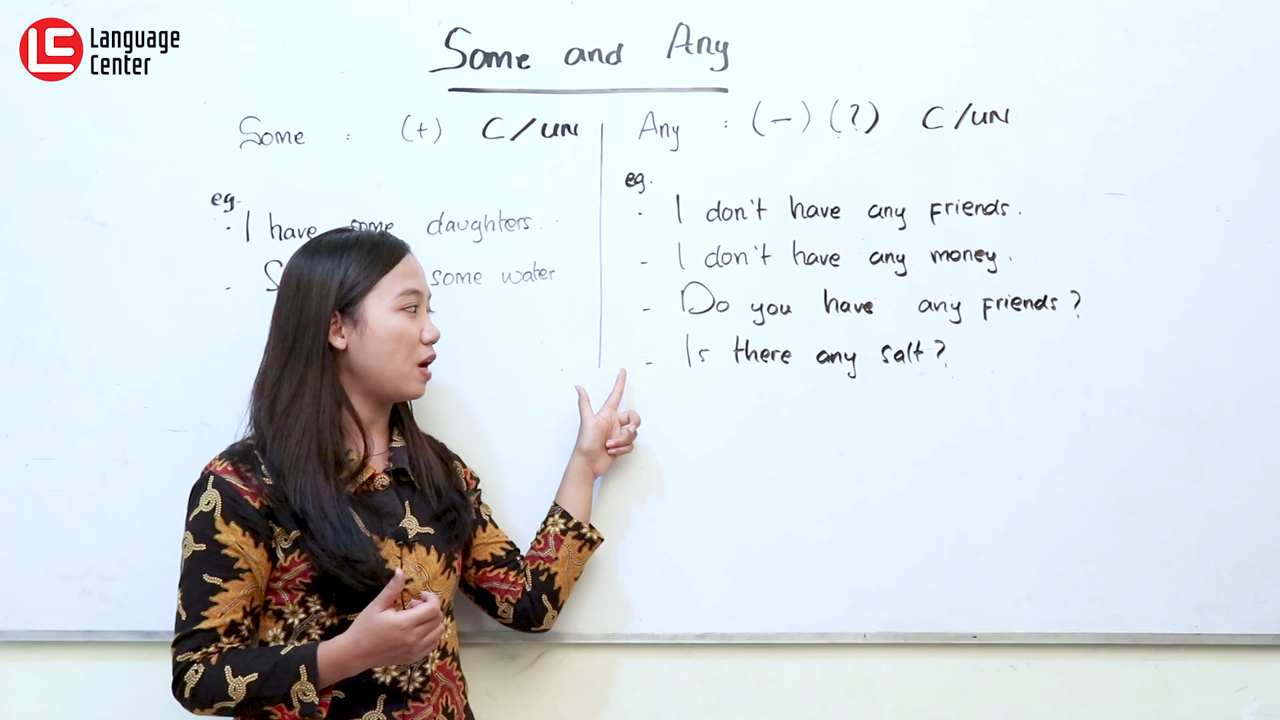 Language
Center
Some and Any
Some : (+) C/UN
eg.
- I have some daughters.
- some water
Any : (-) (?) C/UN
eg.
- I don't have any friends.
- I don't have any money.
- Do you have any friends?
- Is there any salt?